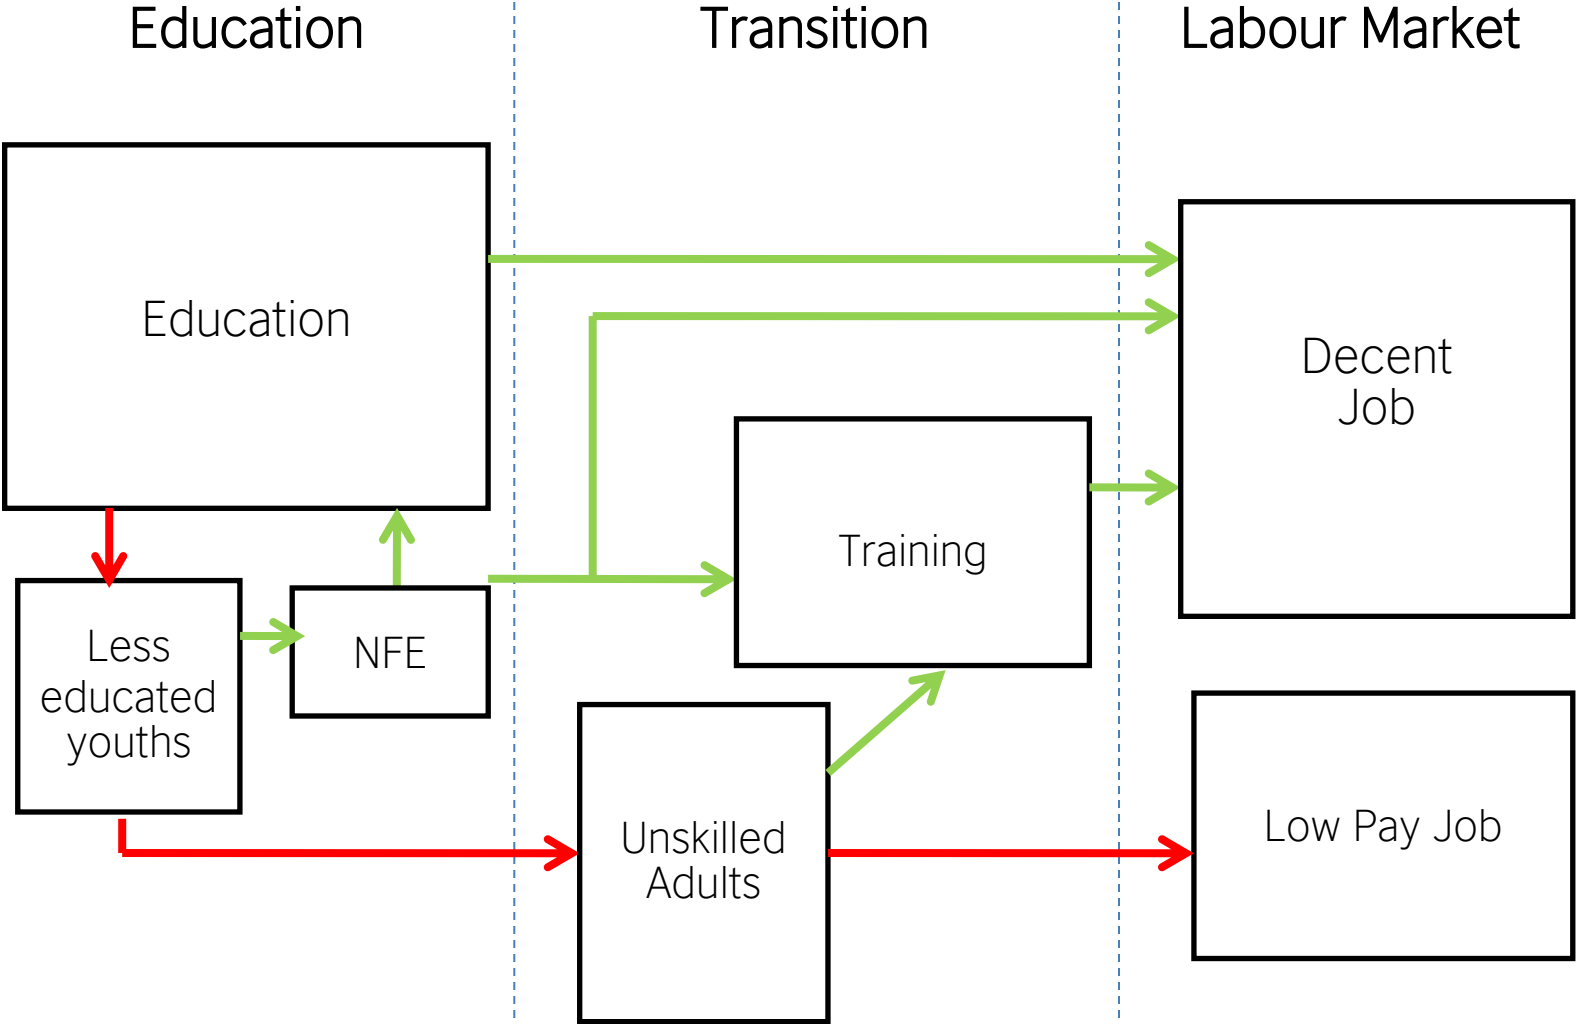 Education
Transition
Labour Market
Education
Decent
Job
Training
Less
educated
youths
NFE
Unskilled
Adults
Low Pay Job